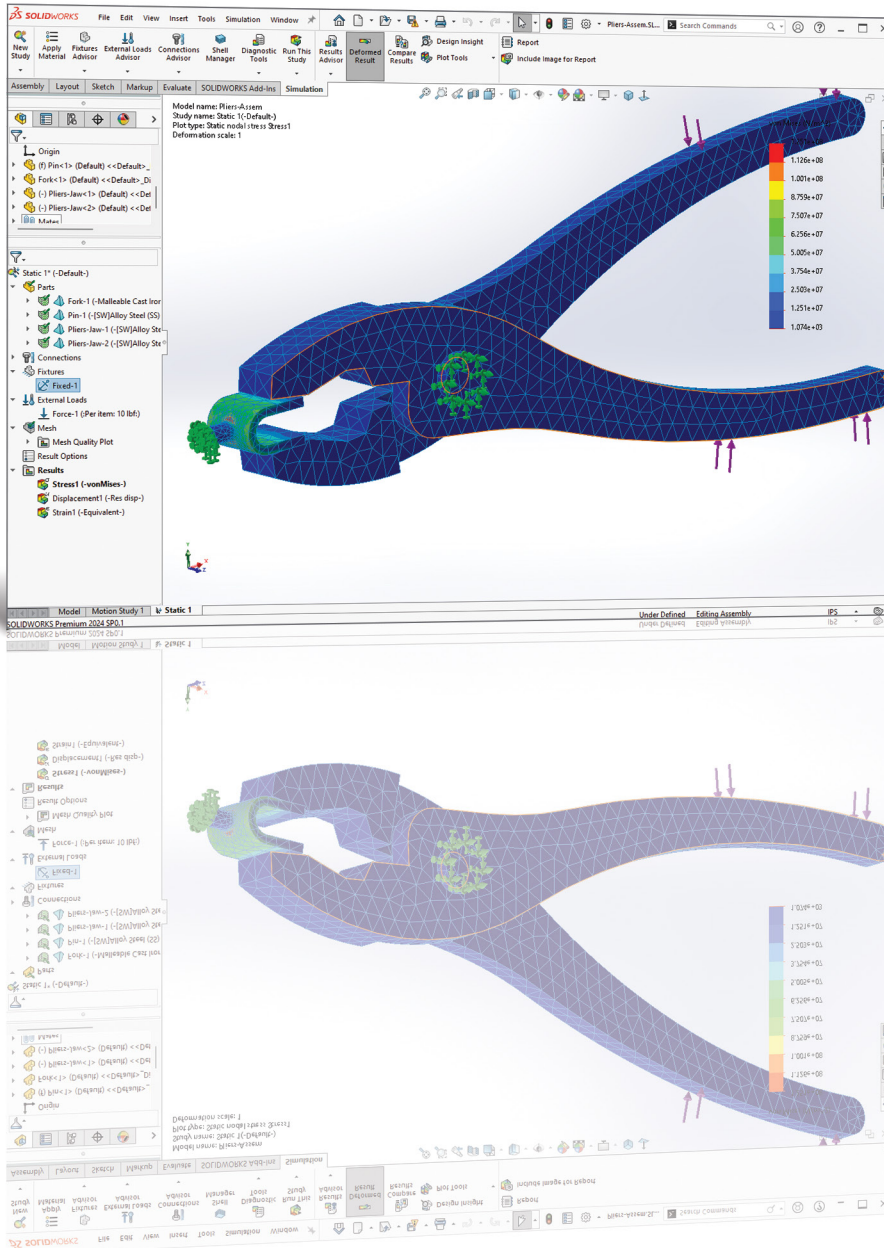 SOLIDWORKS File Edit View Insert Tools Simulation Window Pliers-Assem.SL... Search Commands
New Study
Apply Material
Fixtures Advisor
External Loads Advisor
Connections Advisor
Shell Manager
Diagnostic Tools
Run This Study
Results Advisor
Deformed Result
Compare Results
Design Insight
Plot Tools
Report
Include Image for Report
Assembly Layout Sketch Markup Evaluate SOLIDWORKS Add-Ins Simulation
Model name: Pliers-Assem
Study name: Static 1(-Default-)
Plot type: Static nodal stress Stress1
Deformation scale: 1
Origin
(f) Pin<1> (Default) <<Default>_
Fork<1> (Default) <<Default>_Di
(-) Pliers-Jaw<1> (Default) <<Def
(-) Pliers-Jaw<2> (Default) <<Def
Mates
Static 1* (-Default-)
Parts
Fork-1 (-Malleable Cast Iror
Pin-1 (-[SW]Alloy Steel (SS)
Pliers-Jaw-1 (-[SW]Alloy Ste
Pliers-Jaw-2 (-[SW]Alloy Ste
Connections
Fixtures
Fixed-1
External Loads
Force-1 (:Per item: 10 lbf:)
Mesh
Mesh Quality Plot
Result Options
Results
Stress1 (-vonMises-)
Displacement1 (-Res disp-)
Strain1 (-Equivalent-)
1.126e+08
1.001e+08
8.759e+07
7.507e+07
6.256e+07
5.005e+07
3.754e+07
2.503e+07
1.251e+07
1.074e+03
Y
X
Z
Model Motion Study 1 Static 1
SOLIDWORKS Premium 2024 SP0.1 Under Defined Editing Assembly IPS